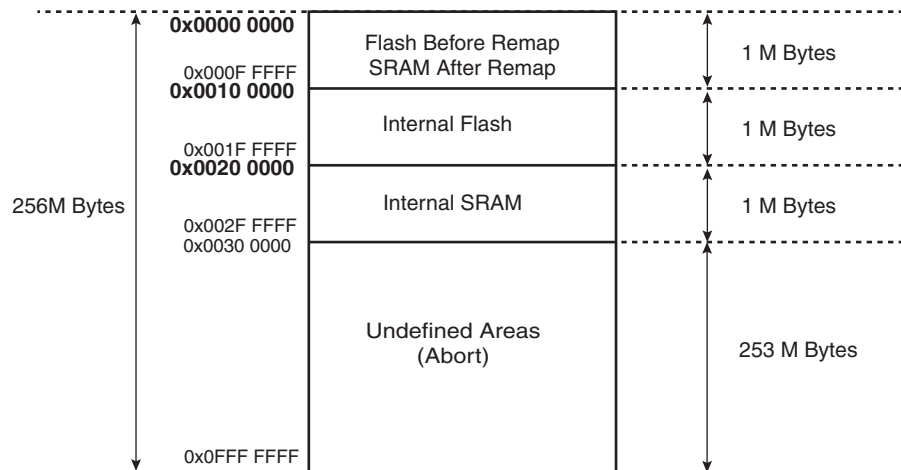 0x0000 0000
Flash Before Remap
SRAM After Remap
1 M Bytes
0x000F FFFF
0x0010 0000
Internal Flash
1 M Bytes
0x001F FFFF
0x0020 0000
256M Bytes
Internal SRAM
1 M Bytes
0x002F FFFF
0x0030 0000
Undefined Areas
(Abort)
253 M Bytes
0x0FFF FFFF